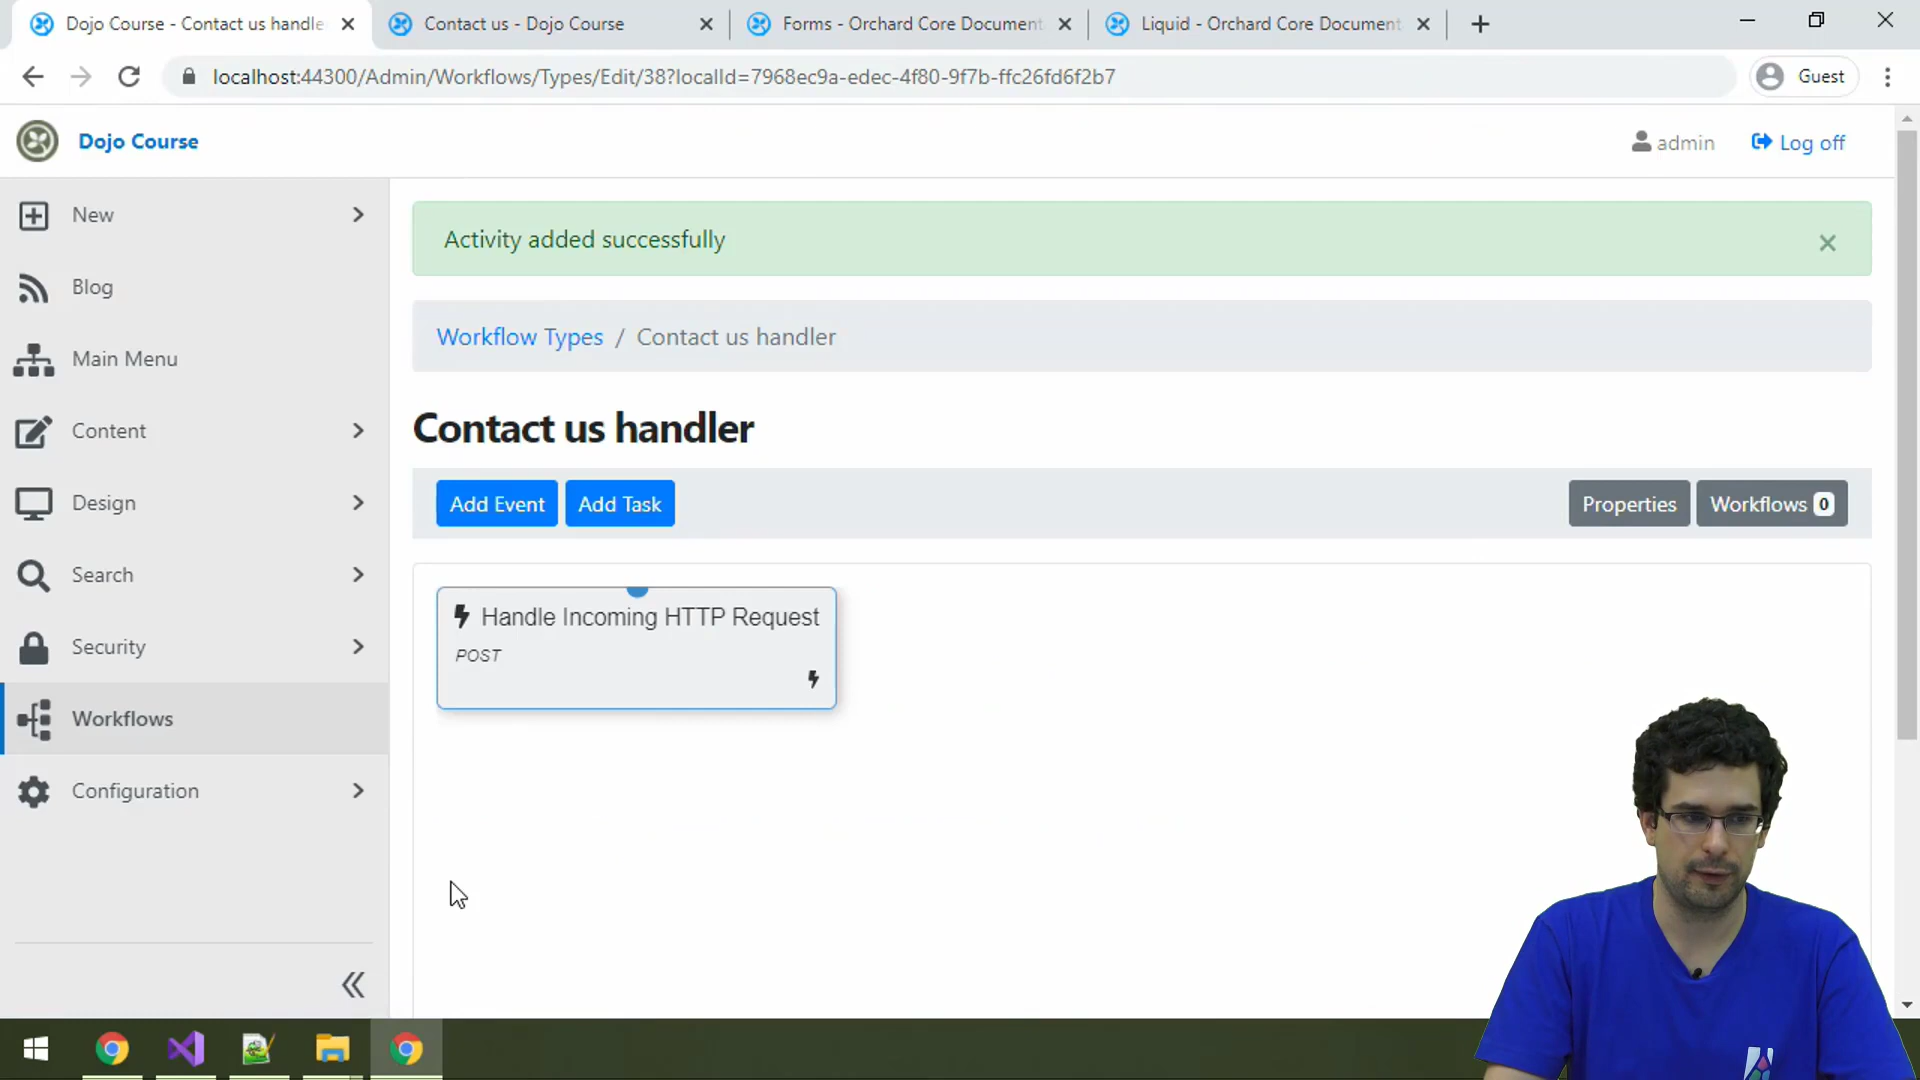 Dojo Course - Contact us handle
Contact us - Dojo Course
Forms - Orchard Core Document
Liquid - Orchard Core Document
localhost:44300/Admin/Workflows/Types/Edit/38?localId=7968ec9a-edec-4f80-9f7b-ffc26fd6f2b7
Guest
Dojo Course
admin
Log off
New
Blog
Main Menu
Content
Design
Search
Security
Workflows
Configuration
Activity added successfully
Workflow Types / Contact us handler
Contact us handler
Add Event
Add Task
Properties
Workflows 0
Handle Incoming HTTP Request
POST